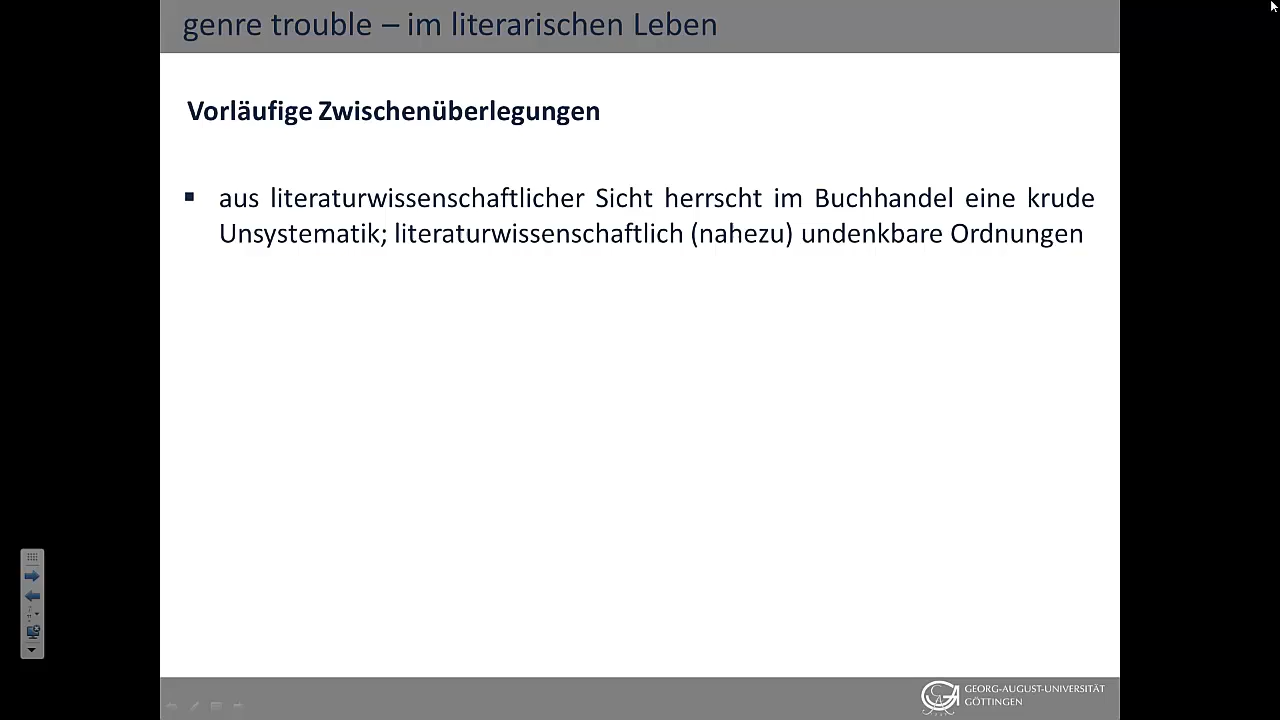 genre trouble – im literarischen Leben
Vorläufige Zwischenüberlegungen
▪ aus literaturwissenschaftlicher Sicht herrscht im Buchhandel eine krude
Unsystematik; literaturwissenschaftlich (nahezu) undenkbare Ordnungen
GEORG-AUGUST-UNIVERSITÄT
GÖTTINGEN